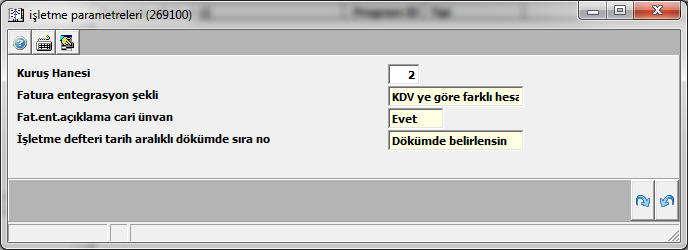 işletme parametreleri (269100)
Kuruş Hanesi 2
Fatura entegrasyon şekli KDV ye göre farklı hesa
Fat.ent.açıklama cari ünvan Evet
İşletme defteri tarih aralıklı dökümde sıra no Dökümde belirlensin